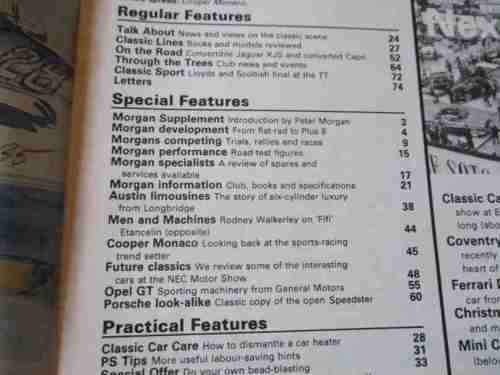 Cooper Monaco.
Regular Features
Talk About News and views on the classic scene 24
Classic Lines Books and models reviewed 27
On the Road Convertible Jaguar XJS and converted Capri 52
Through the Trees Club news and events 64
Classic Sport Lloyds and Scottish final at the TT 72
Letters 74
Special Features
Morgan Supplement Introduction by Peter Morgan 3
Morgan development From flat-rad to Plus 8 4
Morgans competing Trials, rallies and races 9
Morgan performance Road test figures 15
Morgan specialists A review of spares and
services available 17
Morgan information Club, books and specifications 21
Austin limousines The story of six-cylinder luxury
from Longbridge 38
Men and Machines Rodney Walkerley on 'Fifi'
Etancelin (opposite) 44
Cooper Monaco Looking back at the sports-racing
trend setter 45
Future classics We review some of the interesting
cars at the NEC Motor Show 48
Opel GT Sporting machinery from General Motors 55
Porsche look-alike Classic copy of the open Speedster 60
Practical Features
Classic Car Care How to dismantle a car heater 28
PS Tips More useful labour-saving hints 31
Special Offer Do your own bead-blasting 33
New
Classic Ca
show at B
long (abo
Coventry
recently
heart of
Ferrari
car from
Christm
and m
Mini C
(below